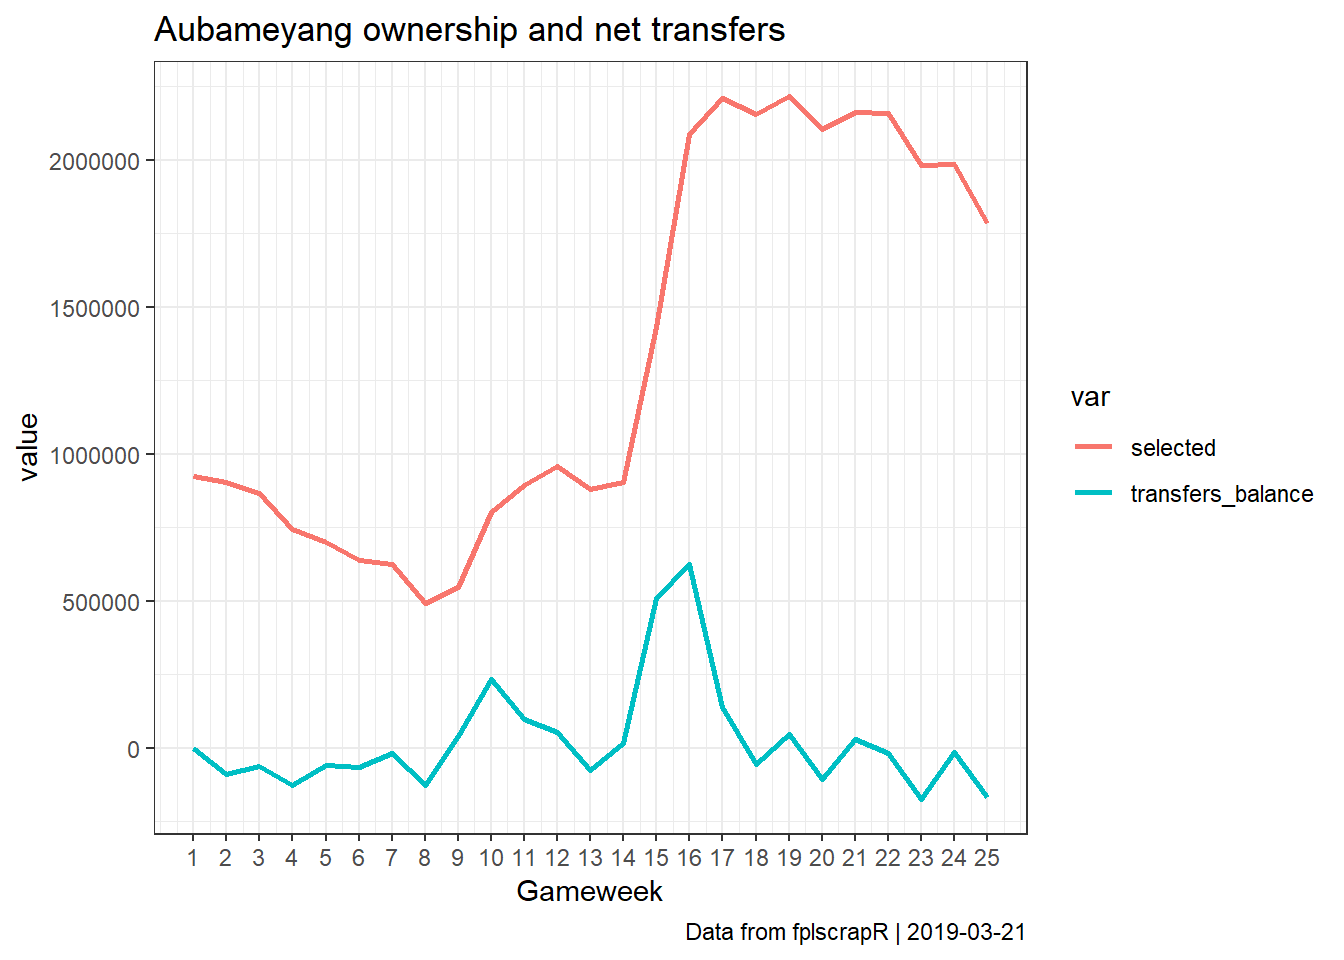 Aubameyang ownership and net transfers
value
2000000
1500000
1000000
500000
0
1 2 3 4 5 6 7 8 9 10 11 12 13 14 15 16 17 18 19 20 21 22 23 24 25
Gameweek
var
selected
transfers_balance
Data from fplscrapR | 2019-03-21